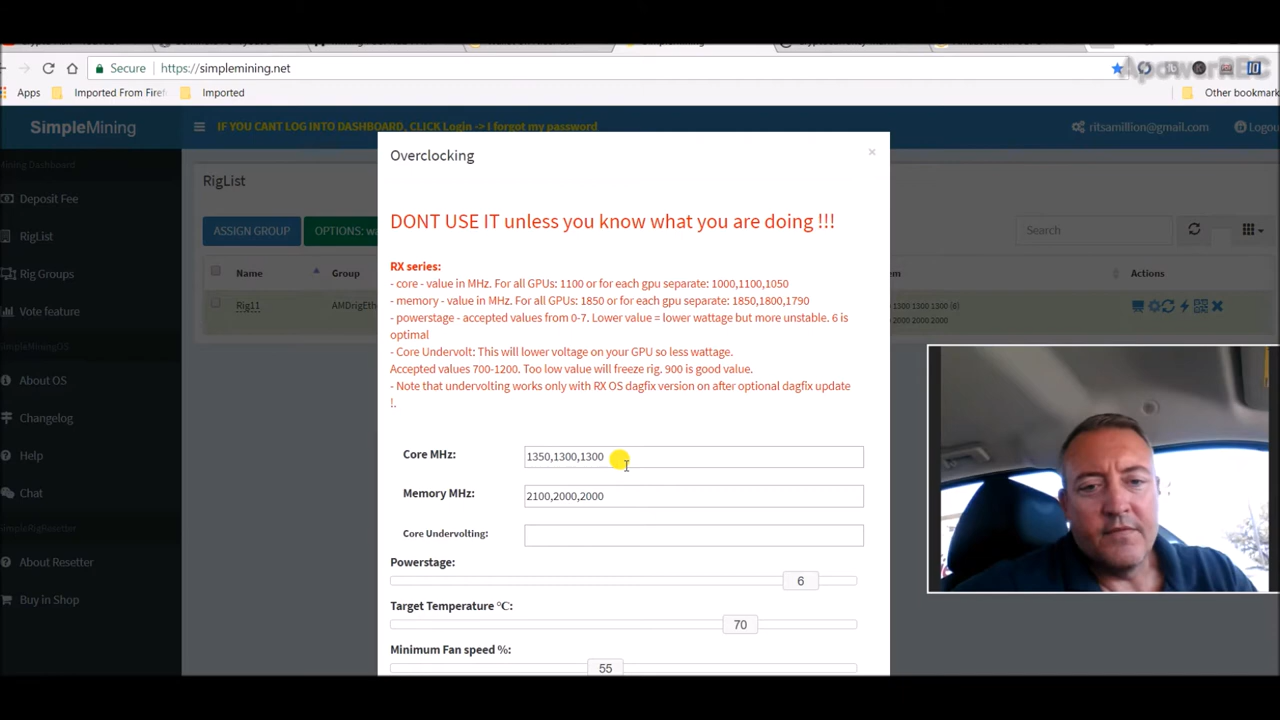 Secure
https://simplemining.net
Apps
Imported From Firef
Imported
Other bookmark
SimpleMining
IF YOU CANT LOG INTO DASHBOARD, CLICK Login -> I forgot my password
ritsamillion@gmail.com
Logou
Mining Dashboard
Deposit Fee
RigList
Rig Groups
Vote feature
SimpleMiningOS
About OS
Changelog
Help
Chat
SimpleRigResetter
About Resetter
Buy in Shop
RigList
ASSIGN GROUP
OPTIONS: wa
Search
Name
Group
Actions
Rig11
AMDrigEth
1300 1300 1300 (6)
2000 2000 2000
Overclocking
×
DONT USE IT unless you know what you are doing !!!
RX series:
- core - value in MHz. For all GPUs: 1100 or for each gpu separate: 1000,1100,1050
- memory - value in MHz. For all GPUs: 1850 or for each gpu separate: 1850,1800,1790
- powerstage - accepted values from 0-7. Lower value = lower wattage but more unstable. 6 is
optimal
- Core Undervolt: This will lower voltage on your GPU so less wattage.
Accepted values 700-1200. Too low value will freeze rig. 900 is good value.
- Note that undervolting works only with RX OS dagfix version on after optional dagfix update
!.
Core MHz:
1350,1300,1300
Memory MHz:
2100,2000,2000
Core Undervolting:
Powerstage:
6
Target Temperature °C:
70
Minimum Fan speed %:
55